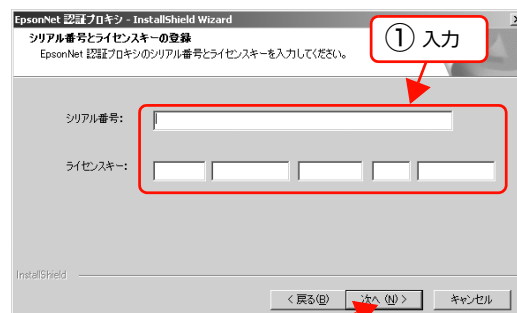 EpsonNet 認証プロキシ - InstallShield Wizard
シリアル番号とライセンスキーの登録
EpsonNet 認証プロキシのシリアル番号とライセンスキーを入力してください。
① 入力
シリアル番号:
ライセンスキー:
InstallShield
< 戻る(B)
次へ (N) >
キャンセル